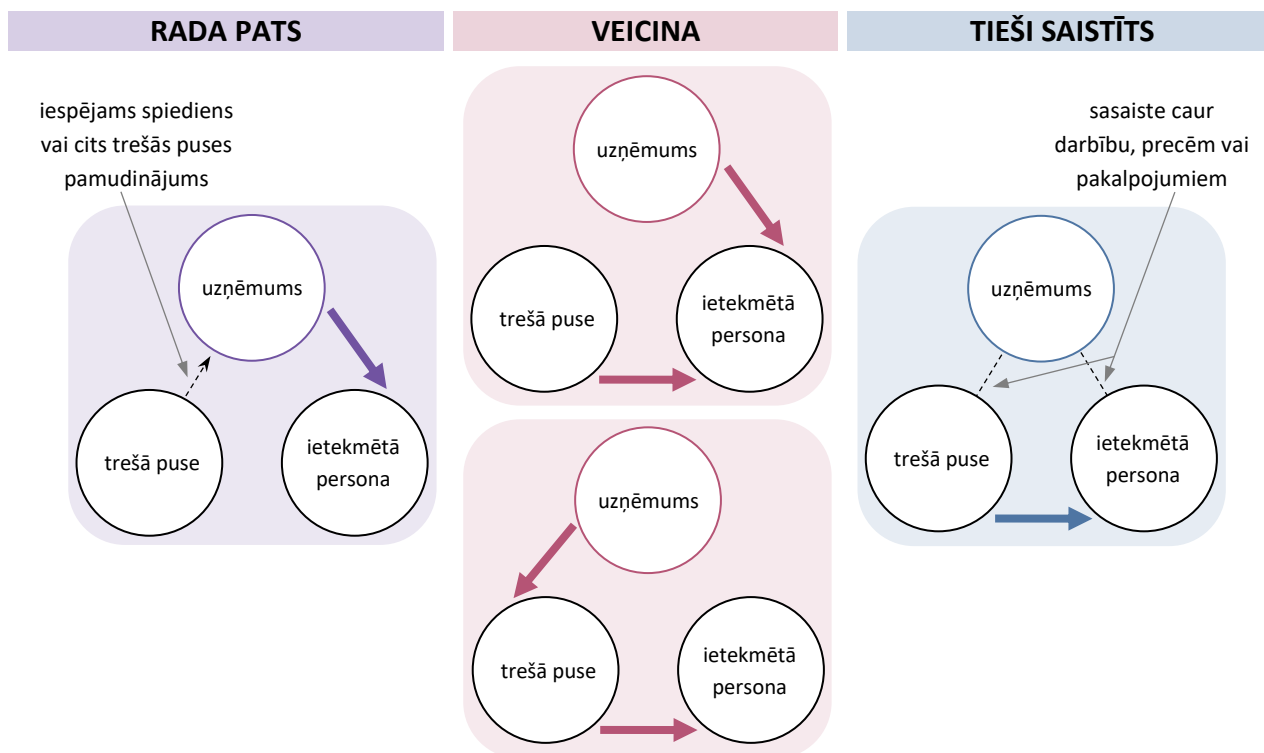 RADA PATS
iespējams spiediens
vai cits trešās puses
pamudinājums
uzņēmums
trešā puse
ietekmētā
persona
VEICINA
uzņēmums
trešā puse
ietekmētā
persona
uzņēmums
trešā puse
ietekmētā
persona
TIEŠI SAISTĪTS
sasaiste caur
darbību, precēm vai
pakalpojumiem
uzņēmums
trešā puse
ietekmētā
persona